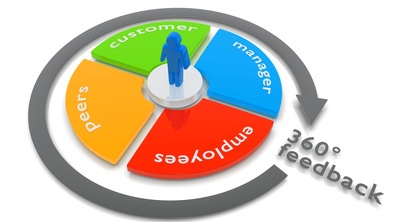 customer
manager
employees
Peers
360°
feedback